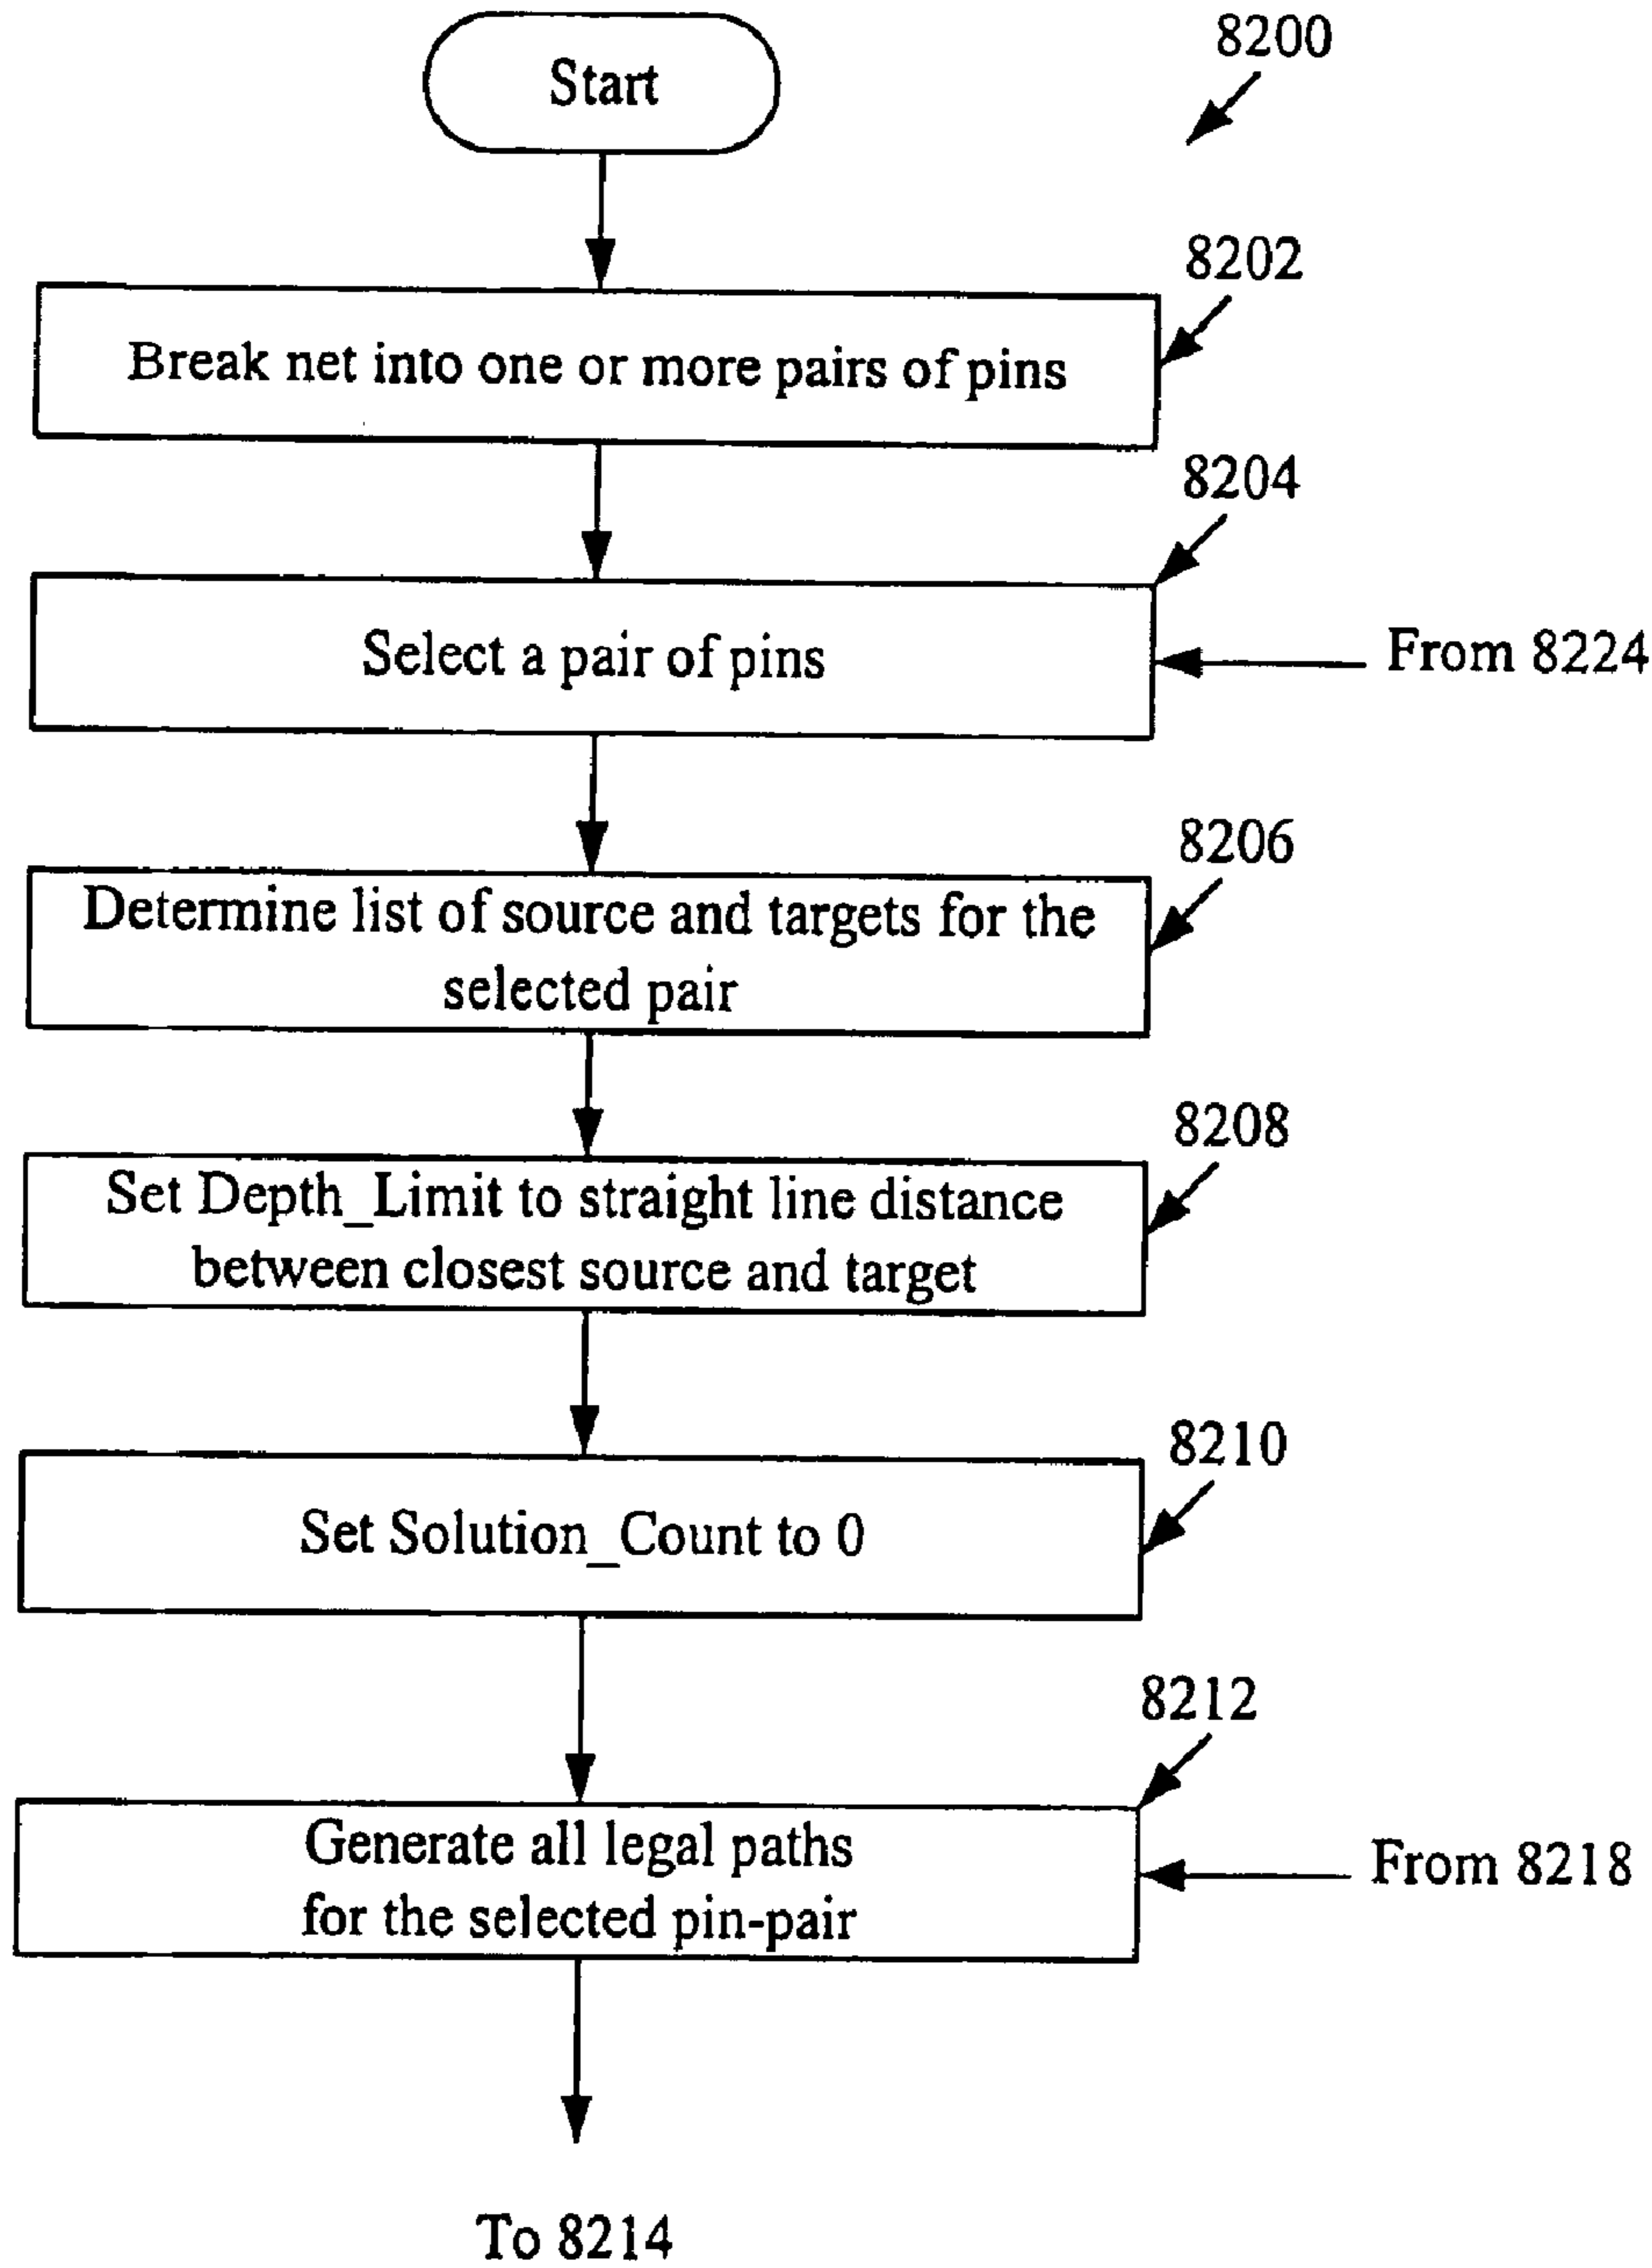 8200
Start
8202
Break net into one or more pairs of pins
8204
Select a pair of pins
From 8224
8206
Determine list of source and targets for the
selected pair
8208
Set Depth_Limit to straight line distance
between closest source and target
8210
Set Solution_Count to 0
8212
Generate all legal paths
for the selected pin-pair
From 8218
To 8214